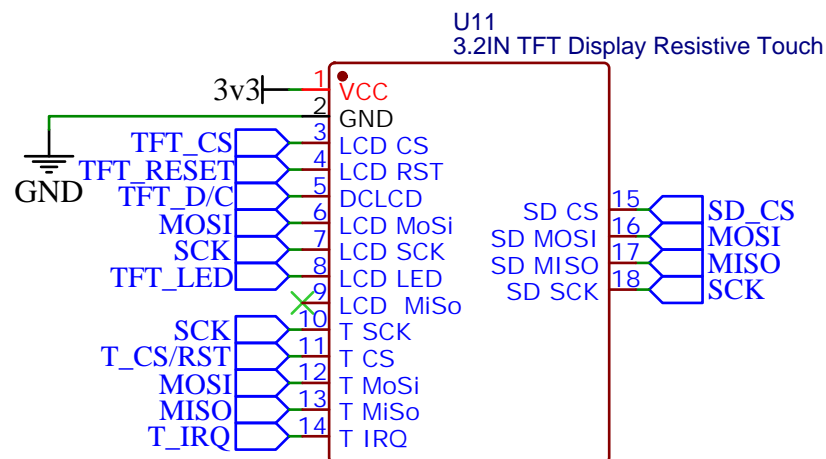 U11
3.2IN TFT Display Resistive Touch
3v3 1 VCC
2 GND
GND
TFT_CS 3 LCD CS
TFT_RESET 4 LCD RST
TFT_D/C 5 DCLCD
MOSI 6 LCD MoSi
SCK 7 LCD SCK
TFT_LED 8 LCD LED
9 LCD MiSo
SCK 10 T SCK
T_CS/RST 11 T CS
MOSI 12 T MoSi
MISO 13 T MiSo
T_IRQ 14 T IRQ
SD CS 15 SD_CS
SD MOSI 16 MOSI
SD MISO 17 MISO
SD SCK 18 SCK